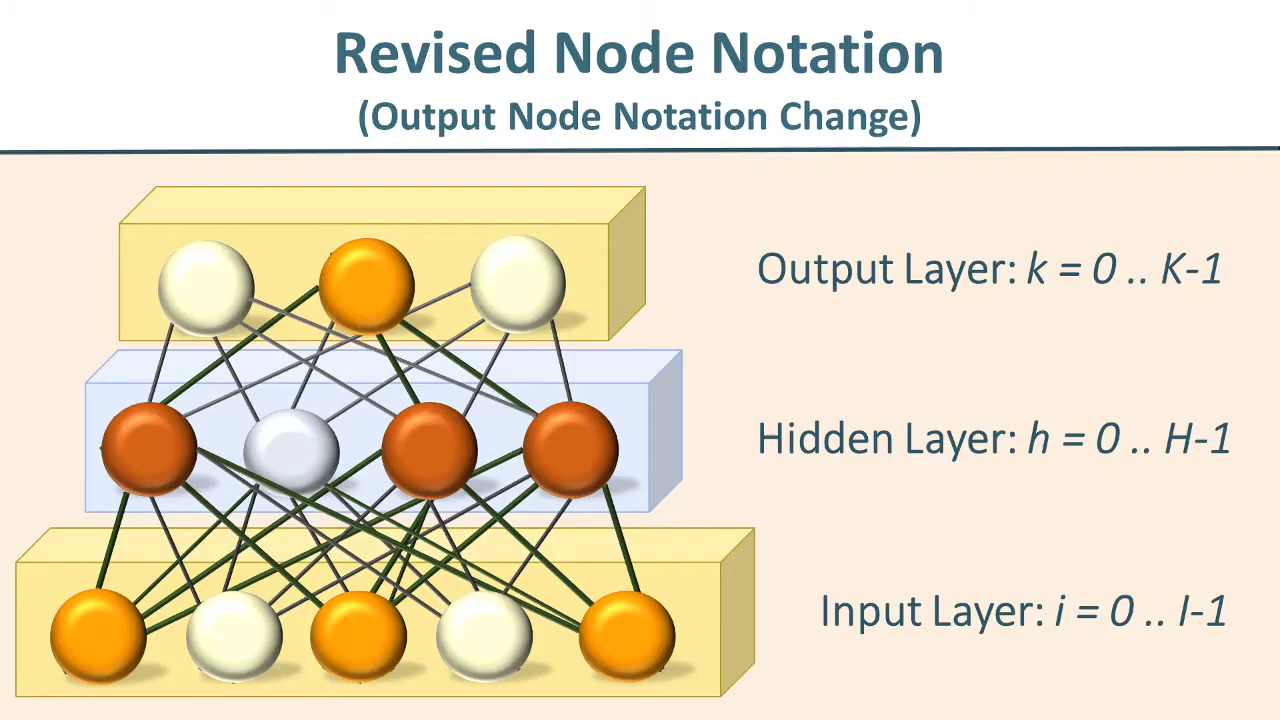 Revised Node Notation
(Output Node Notation Change)
Output Layer: k = 0 .. K-1
Hidden Layer: h = 0 .. H-1
Input Layer: i = 0 .. I-1